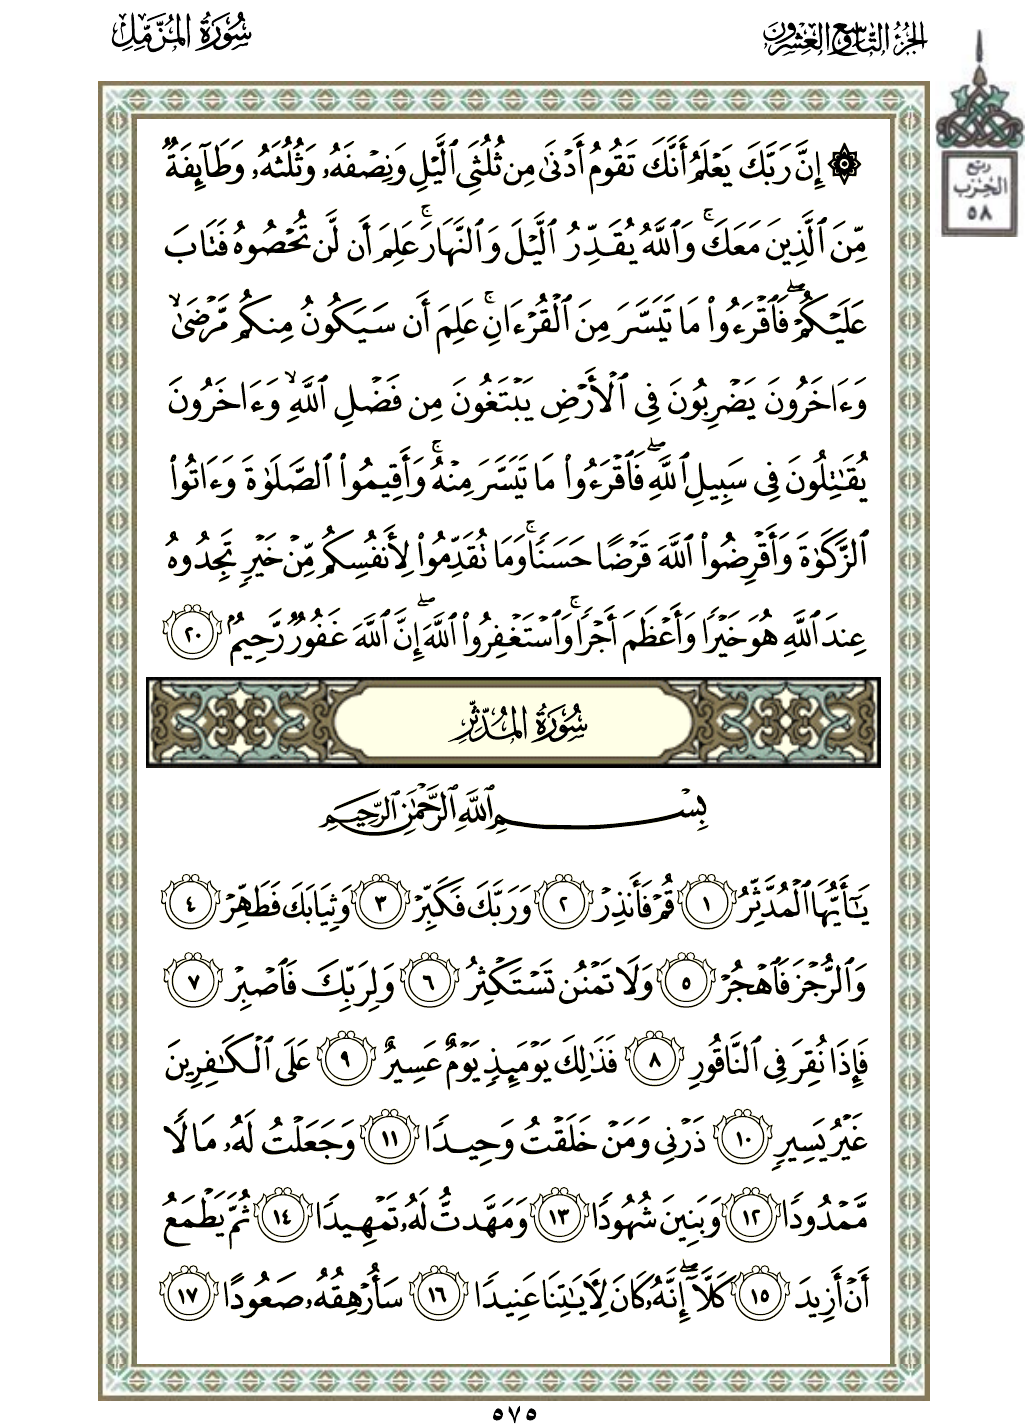 الجزء التاسع والعشرون
سورة المزمل
ربع
الحزب
٥٨
۞ إِنَّ رَبَّكَ يَعْلَمُ أَنَّكَ تَقُومُ أَدْنَىٰ مِن ثُلُثَىِ ٱلَّيْلِ وَنِصْفَهُۥ وَثُلُثَهُۥ وَطَآئِفَةٌ
مِّنَ ٱلَّذِينَ مَعَكَ ۚ وَٱللَّهُ يُقَدِّرُ ٱلَّيْلَ وَٱلنَّهَارَ ۚ عَلِمَ أَن لَّن تُحْصُوهُ فَتَابَ
عَلَيْكُمْ ۖ فَٱقْرَءُوا۟ مَا تَيَسَّرَ مِنَ ٱلْقُرْءَانِ ۚ عَلِمَ أَن سَيَكُونُ مِنكُم مَّرْضَىٰ ۙ
وَءَاخَرُونَ يَضْرِبُونَ فِى ٱلْأَرْضِ يَبْتَغُونَ مِن فَضْلِ ٱللَّهِ ۙ وَءَاخَرُونَ
يُقَـٰتِلُونَ فِى سَبِيلِ ٱللَّهِ ۖ فَٱقْرَءُوا۟ مَا تَيَسَّرَ مِنْهُ ۚ وَأَقِيمُوا۟ ٱلصَّلَوٰةَ وَءَاتُوا۟
ٱلزَّكَوٰةَ وَأَقْرِضُوا۟ ٱللَّهَ قَرْضًا حَسَنًا ۚ وَمَا تُقَدِّمُوا۟ لِأَنفُسِكُم مِّنْ خَيْرٍ تَجِدُوهُ
عِندَ ٱللَّهِ هُوَ خَيْرًا وَأَعْظَمَ أَجْرًا ۚ وَٱسْتَغْفِرُوا۟ ٱللَّهَ ۖ إِنَّ ٱللَّهَ غَفُورٌ رَّحِيمٌۢ ٢٠
سُورَةُ المُدَّثِّرِ
بِسْمِ ٱللَّهِ ٱلرَّحْمَـٰنِ ٱلرَّحِيمِ
يَـٰٓأَيُّهَا ٱلْمُدَّثِّرُ ١ قُمْ فَأَنذِرْ ٢ وَرَبَّكَ فَكَبِّرْ ٣ وَثِيَابَكَ فَطَهِّرْ ٤
وَٱلرُّجْزَ فَٱهْجُرْ ٥ وَلَا تَمْنُن تَسْتَكْثِرُ ٦ وَلِرَبِّكَ فَٱصْبِرْ ٧
فَإِذَا نُقِرَ فِى ٱلنَّاقُورِ ٨ فَذَٰلِكَ يَوْمَئِذٍ يَوْمٌ عَسِيرٌ ٩ عَلَى ٱلْكَـٰفِرِينَ
غَيْرُ يَسِيرٍ ١٠ ذَرْنِى وَمَنْ خَلَقْتُ وَحِيدًا ١١ وَجَعَلْتُ لَهُۥ مَالًا
مَّمْدُودًا ١٢ وَبَنِينَ شُهُودًا ١٣ وَمَهَّدتُّ لَهُۥ تَمْهِيدًا ١٤ ثُمَّ يَطْمَعُ
أَنْ أَزِيدَ ١٥ كَلَّآ ۖ إِنَّهُۥ كَانَ لِـَٔايَـٰتِنَا عَنِيدًا ١٦ سَأُرْهِقُهُۥ صَعُودًا ١٧
٥٧٥